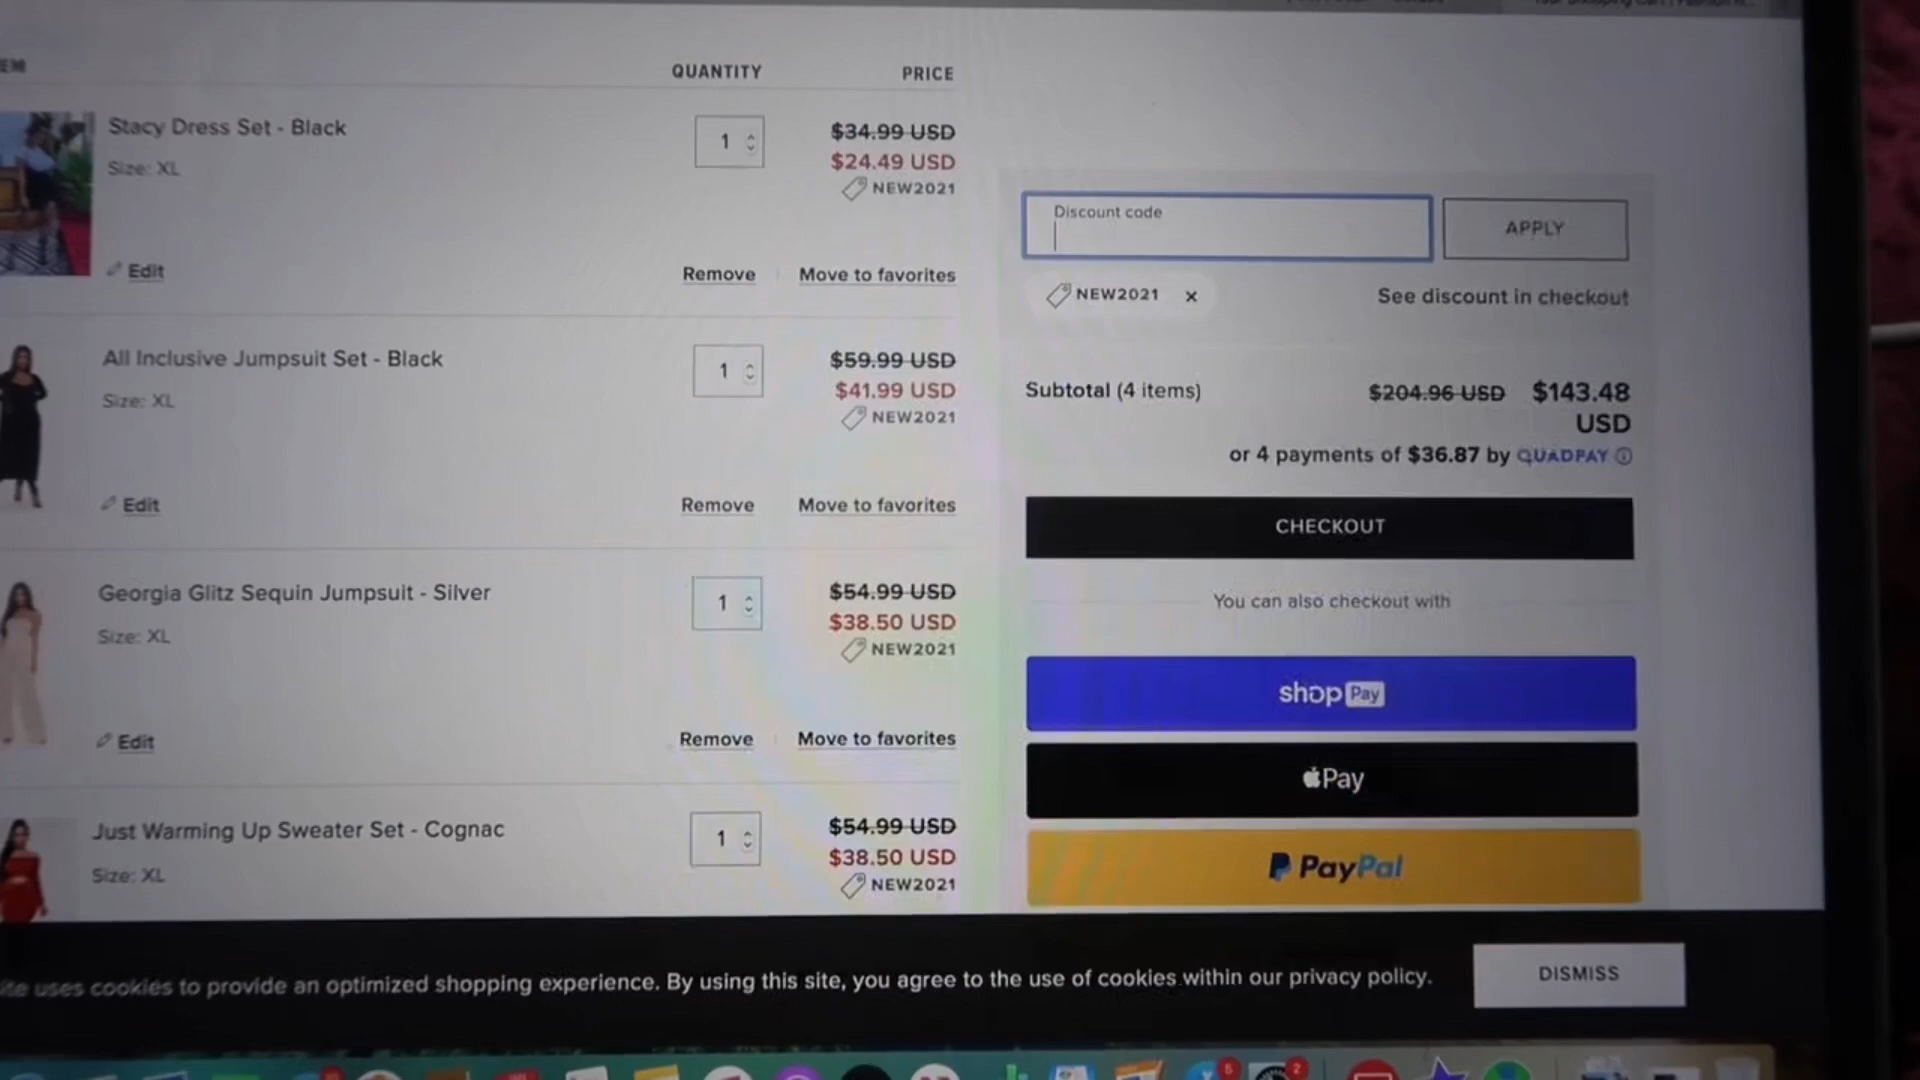 QUANTITY PRICE
Stacy Dress Set - Black
Size: XL
1
$34.99 USD
$24.49 USD
NEW2021
Edit
Remove
Move to favorites
All Inclusive Jumpsuit Set - Black
Size: XL
1
$59.99 USD
$41.99 USD
NEW2021
Edit
Remove
Move to favorites
Georgia Glitz Sequin Jumpsuit - Silver
Size: XL
1
$54.99 USD
$38.50 USD
NEW2021
Edit
Remove
Move to favorites
Just Warming Up Sweater Set - Cognac
Size: XL
1
$54.99 USD
$38.50 USD
NEW2021
Discount code
APPLY
NEW2021 ×
See discount in checkout
Subtotal (4 items) $204.96 USD $143.48
USD
or 4 payments of $36.87 by QUADPAY
CHECKOUT
You can also checkout with
shop Pay
Pay
PayPal
uses cookies to provide an optimized shopping experience. By using this site, you agree to the use of cookies within our privacy policy.
DISMISS